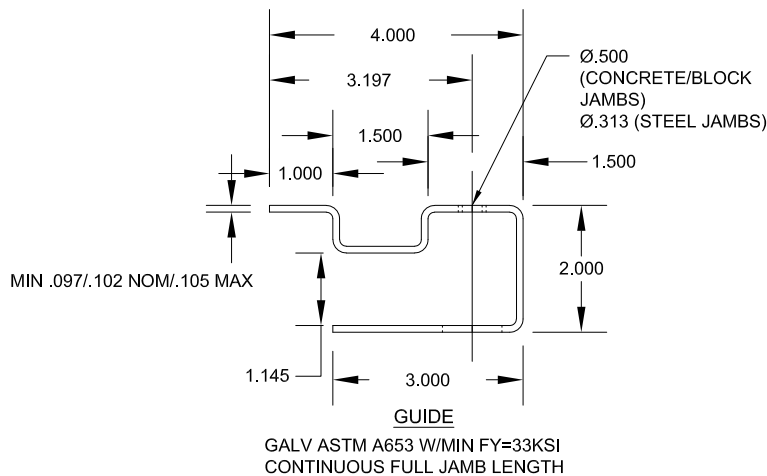 4.000
3.197
Ø.500
(CONCRETE/BLOCK
JAMBS)
Ø.313 (STEEL JAMBS)
1.500
1.000
1.500
MIN .097/.102 NOM/.105 MAX
2.000
1.145
3.000
GUIDE
GALV ASTM A653 W/MIN FY=33KSI
CONTINUOUS FULL JAMB LENGTH